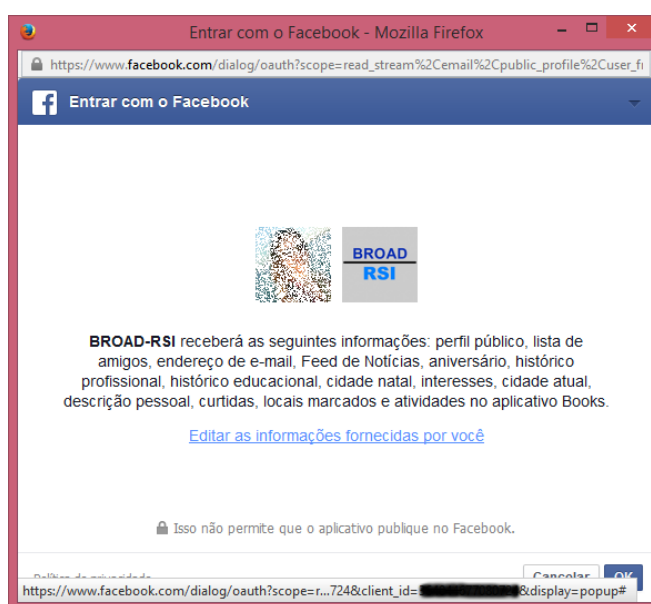 Entrar com o Facebook - Mozilla Firefox
https://www.facebook.com/dialog/oauth?scope=read_stream%2Cemail%2Cpublic_profile%2Cuser_f
Entrar com o Facebook
BROAD
RSI
BROAD-RSI receberá as seguintes informações: perfil público, lista de
amigos, endereço de e-mail, Feed de Notícias, aniversário, histórico
profissional, histórico educacional, cidade natal, interesses, cidade atual,
descrição pessoal, curtidas, locais marcados e atividades no aplicativo Books.
Editar as informações fornecidas por você
Isso não permite que o aplicativo publique no Facebook.
Política de privacidade Cancelar OK
https://www.facebook.com/dialog/oauth?scope=r...724&client_id= &display=popup#